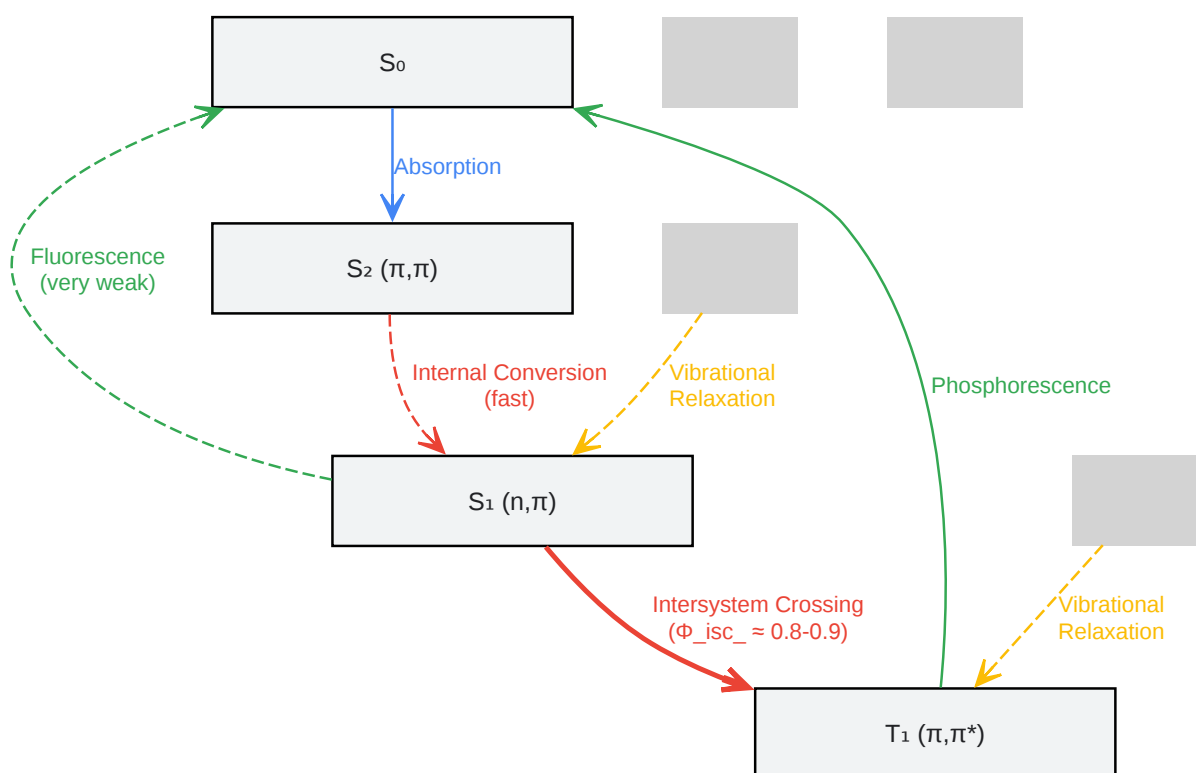 S₀
Absorption
Fluorescence
(very weak)
S₂ (π,π)
Internal Conversion
(fast)
Vibrational
Relaxation
Phosphorescence
S₁ (n,π)
Intersystem Crossing
(Φ_isc_ ≈ 0.8-0.9)
Vibrational
Relaxation
T₁ (π,π*)